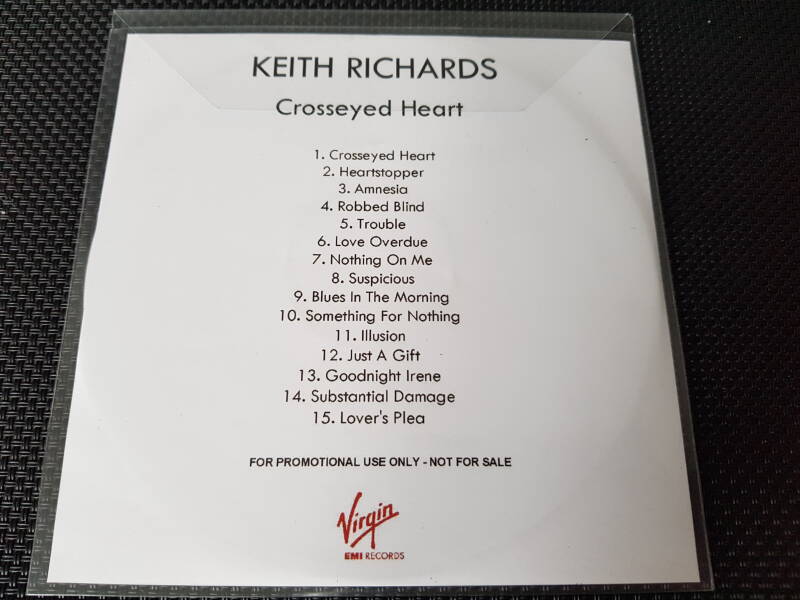 KEITH RICHARDS
Crosseyed Heart
1. Crosseyed Heart
2. Heartstopper
3. Amnesia
4. Robbed Blind
5. Trouble
6. Love Overdue
7. Nothing On Me
8. Suspicious
9. Blues In The Morning
10. Something For Nothing
11. Illusion
12. Just A Gift
13. Goodnight Irene
14. Substantial Damage
15. Lover's Plea
FOR PROMOTIONAL USE ONLY - NOT FOR SALE
Virgin
EMI RECORDS